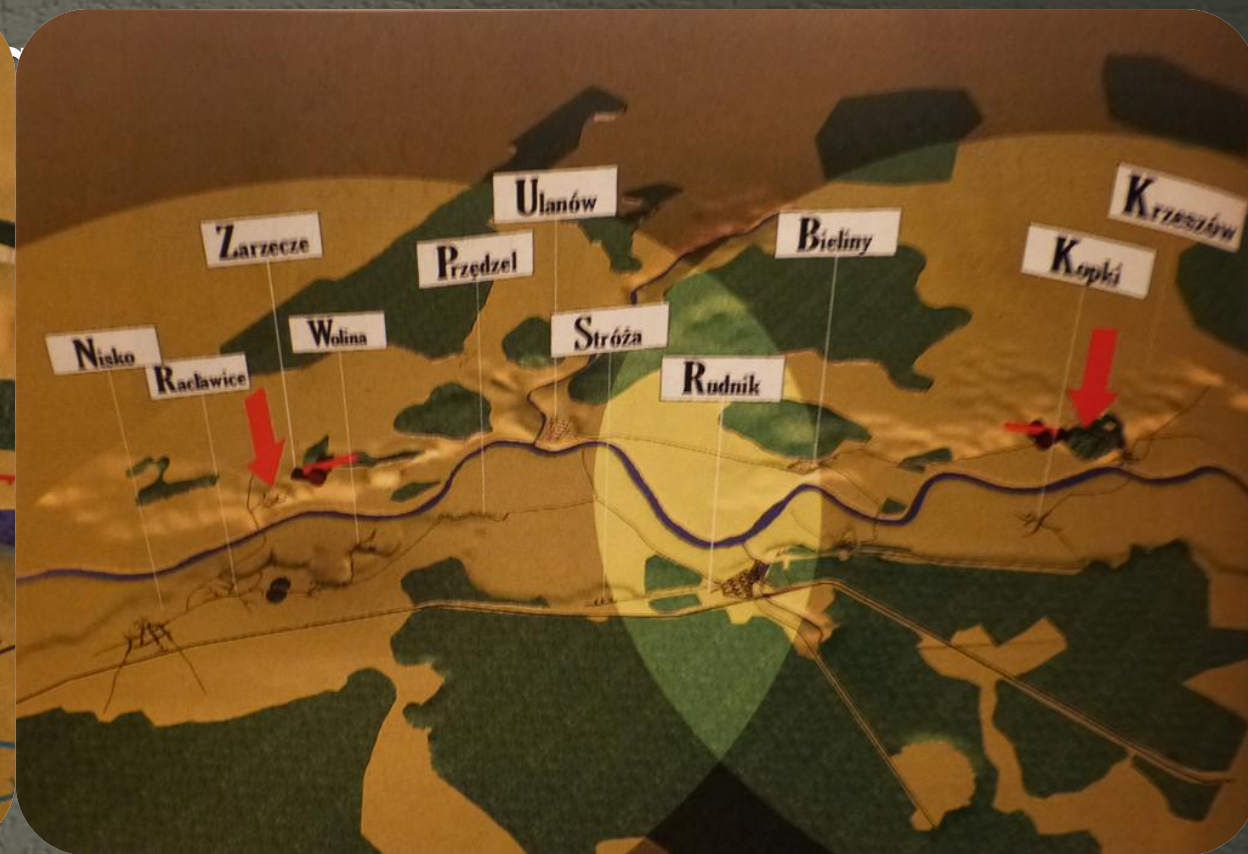 Ulanów
Krzeszów
Zarzecze
Bieliny
Przędzel
Kopki
Nisko
Wolina
Stróża
Racławice
Rudnik